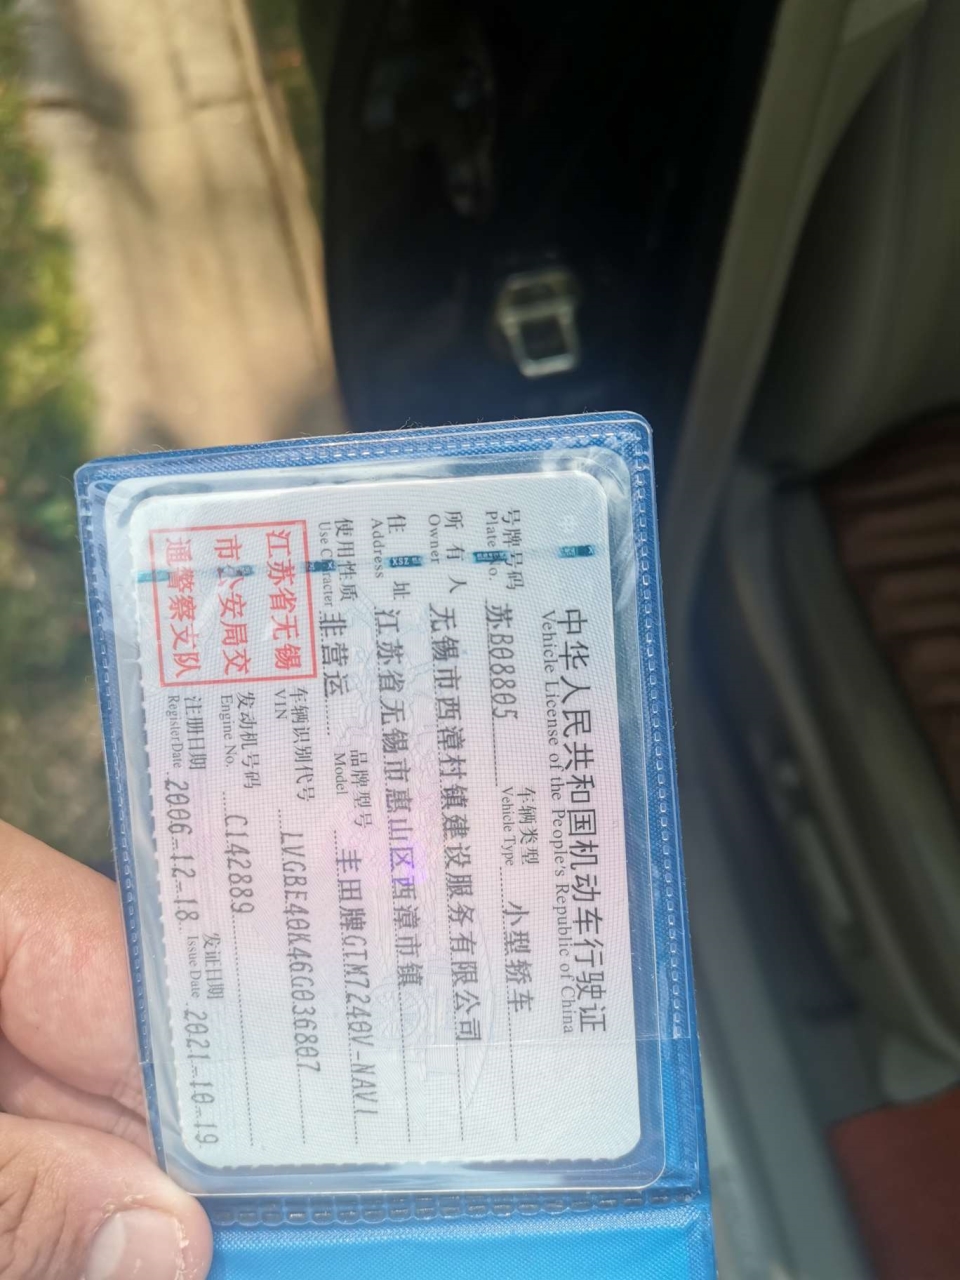 中华人民共和国机动车行驶证
Vehicle License of the People's Republic of China
号牌号码 苏B08805 车辆类型 小型轿车
Plate No. Vehicle Type
所有人 无锡市西漳村镇建设服务有限公司
Owner
住址 江苏省无锡市惠山区西漳市镇
Address
使用性质 非营运 品牌型号 丰田牌GTM7240V-NAVI
Use Character Model
江苏省无锡
市公安局交
通警察支队
车辆识别代号 LVGBE40K46G036807
VIN
发动机号码 C142889
Engine No.
注册日期 2006-12-18 发证日期 2021-10-19
Register Date Issue Date